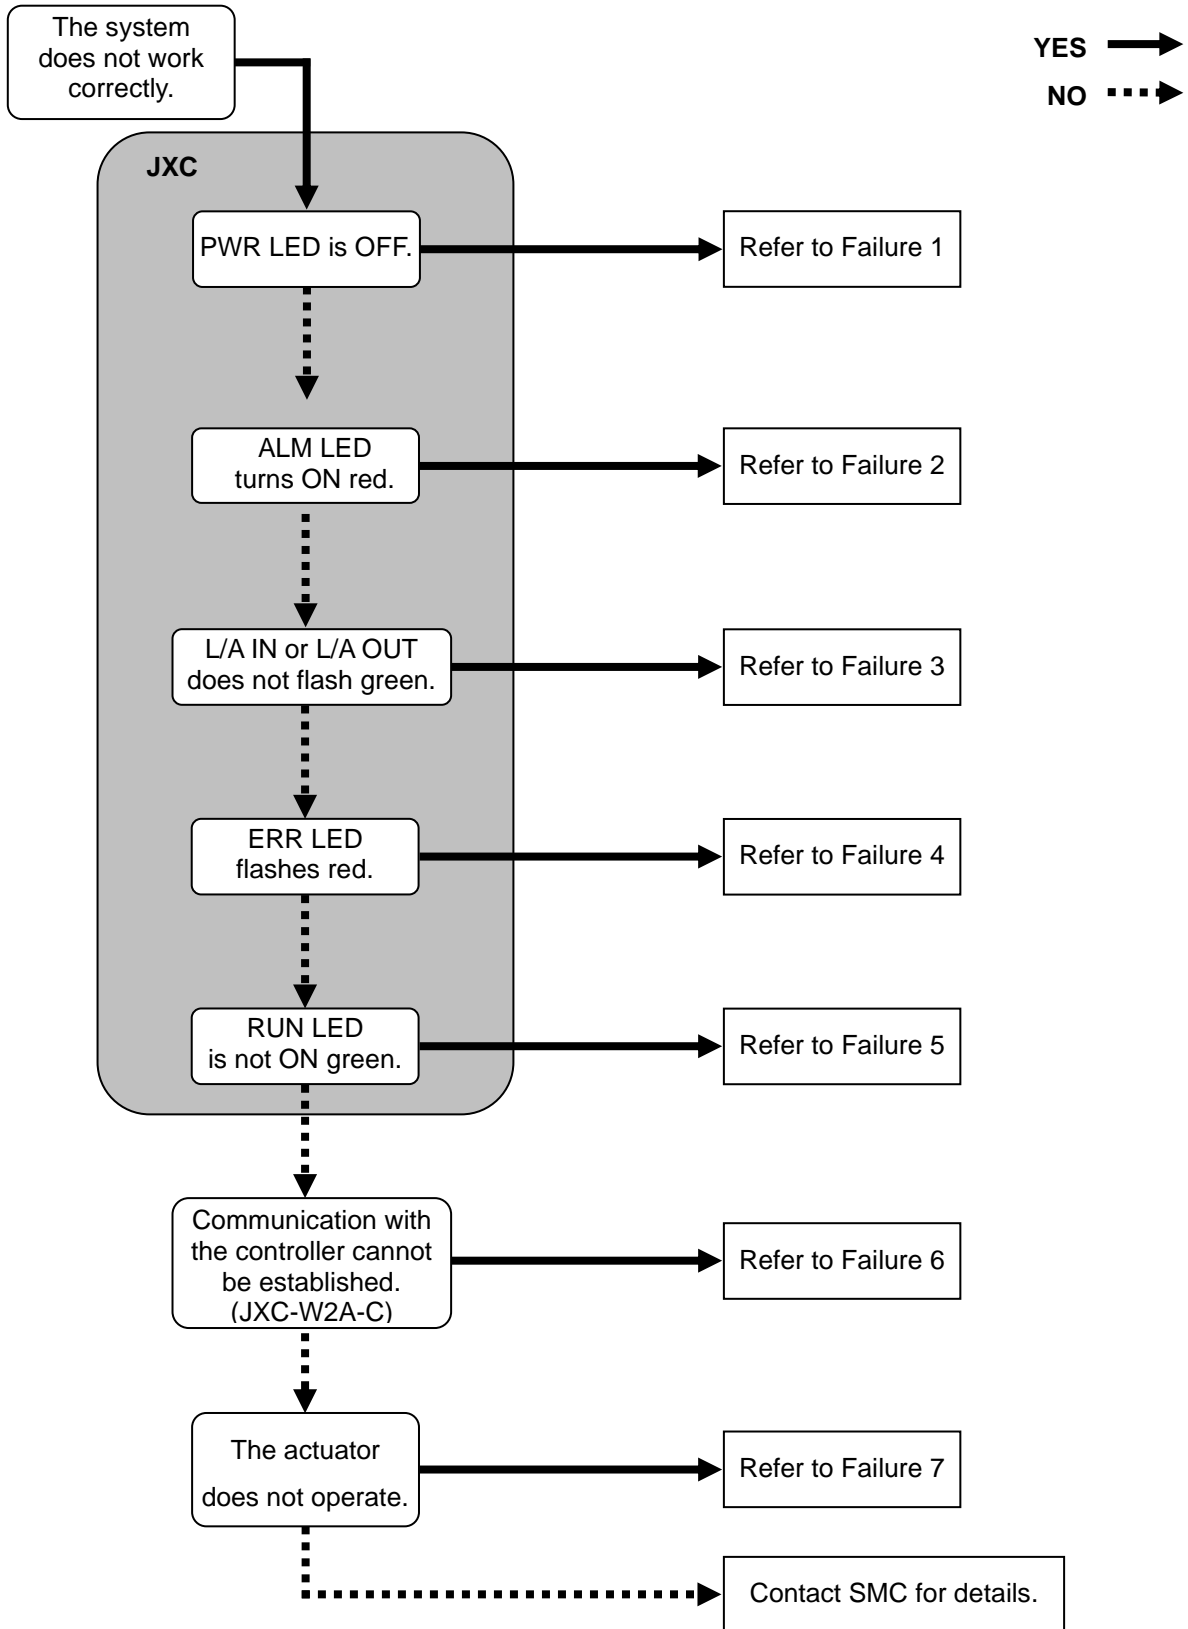 The system
does not work
correctly.
YES
NO
JXC
PWR LED is OFF.
Refer to Failure 1
ALM LED
turns ON red.
Refer to Failure 2
L/A IN or L/A OUT
does not flash green.
Refer to Failure 3
ERR LED
flashes red.
Refer to Failure 4
RUN LED
is not ON green.
Refer to Failure 5
Communication with
the controller cannot
be established.
(JXC-W2A-C)
Refer to Failure 6
The actuator
does not operate.
Refer to Failure 7
Contact SMC for details.